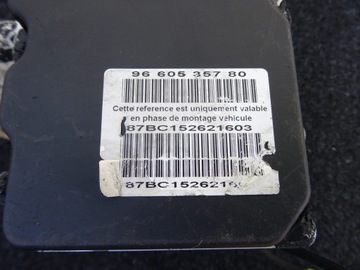 96 605 357 80
Cette reference est uniquement valable
en phase de montage vehicule
87BC152621603